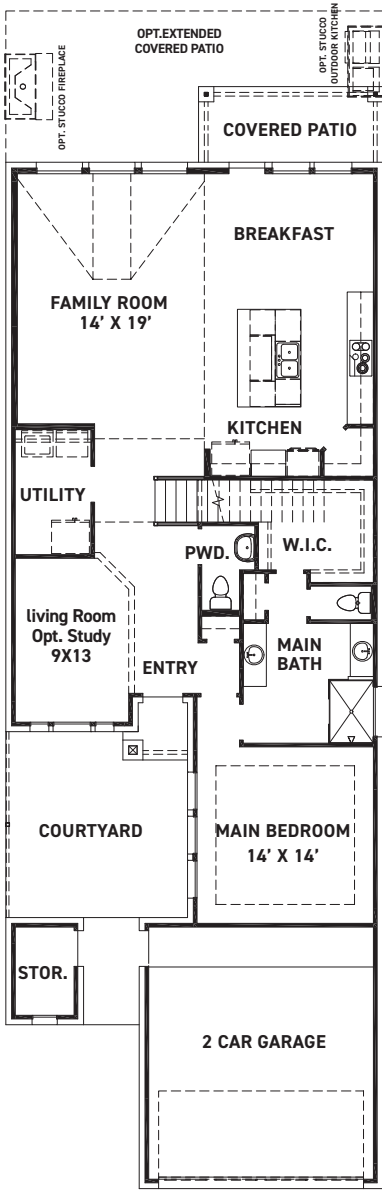 OPT.EXTENDED
COVERED PATIO
OPT. STUCCO FIREPLACE
OPT. STUCCO
OUTDOOR KITCHEN
COVERED PATIO
BREAKFAST
FAMILY ROOM
14' X 19'
KITCHEN
UTILITY
PWD.
W.I.C.
living Room
Opt. Study
9X13
MAIN
BATH
ENTRY
COURTYARD
MAIN BEDROOM
14' X 14'
STOR.
2 CAR GARAGE